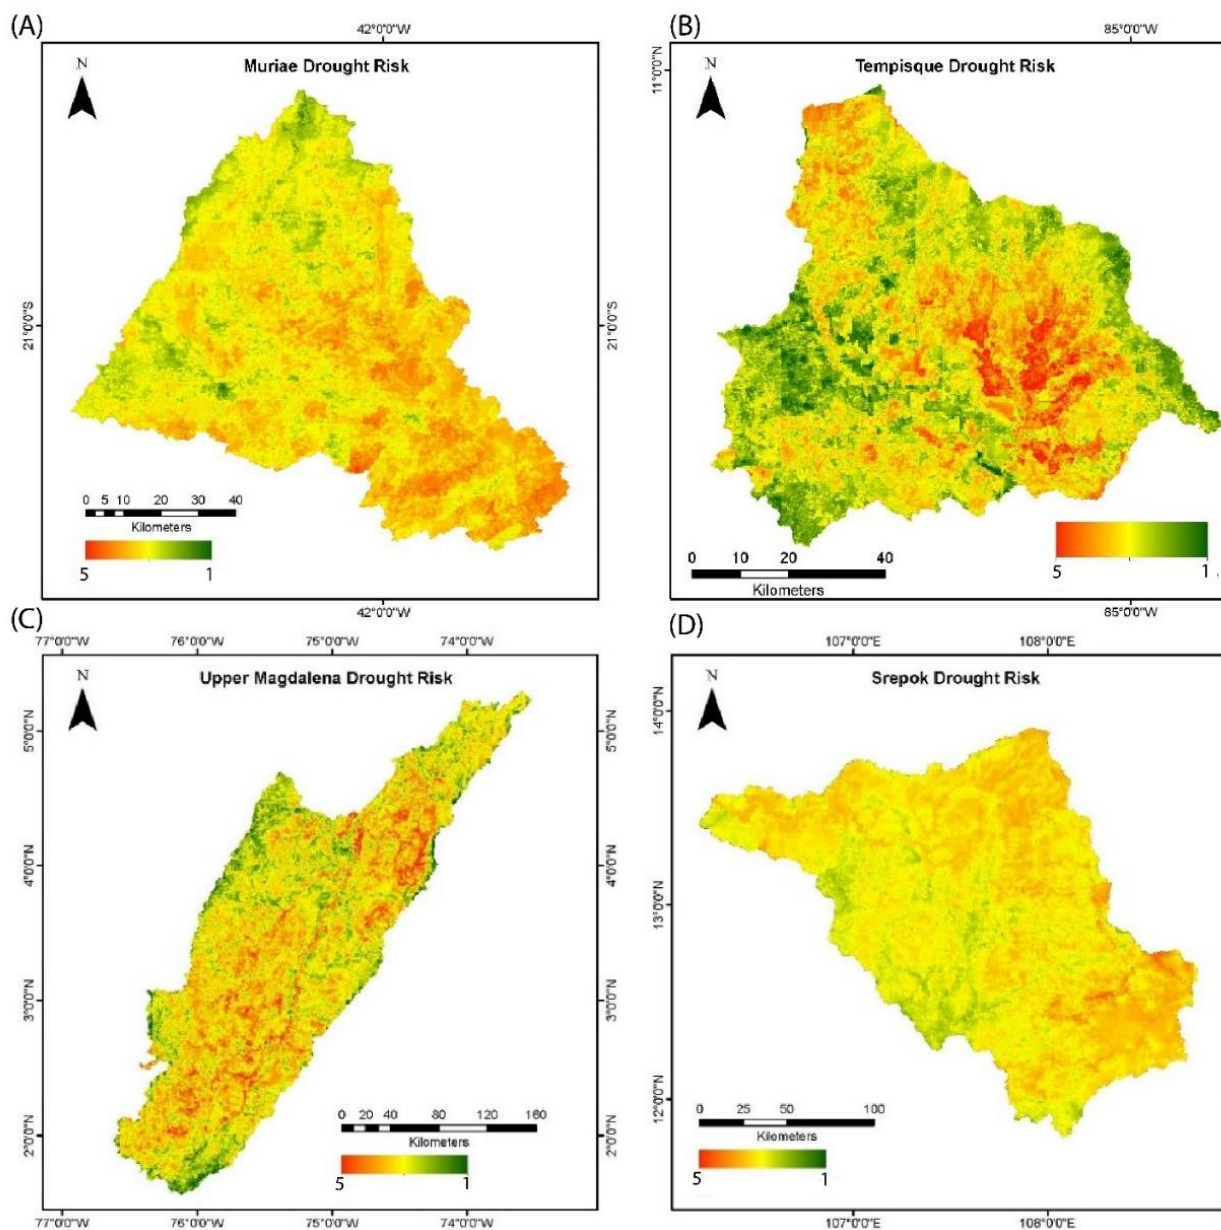 (A)
42°0'0"W
N
Muriae Drought Risk
21°0'0"S
21°0'0"S
0 5 10 20 30 40
Kilometers
5 1
42°0'0"W
(B)
85°0'0"W
11°0'0"N
N
Tempisque Drought Risk
0 10 20 40
Kilometers
5 1
85°0'0"W
(C)
77°0'0"W 76°0'0"W 75°0'0"W 74°0'0"W
N
Upper Magdalena Drought Risk
5°0'0"N 5°0'0"N
4°0'0"N 4°0'0"N
3°0'0"N 3°0'0"N
2°0'0"N 2°0'0"N
0 20 40 80 120 160
Kilometers
5 1
77°0'0"W 76°0'0"W 75°0'0"W 74°0'0"W
(D)
107°0'0"E 108°0'0"E
N
Srepok Drought Risk
14°0'0"N
13°0'0"N
12°0'0"N
0 25 50 100
Kilometers
5 1
107°0'0"E 108°0'0"E